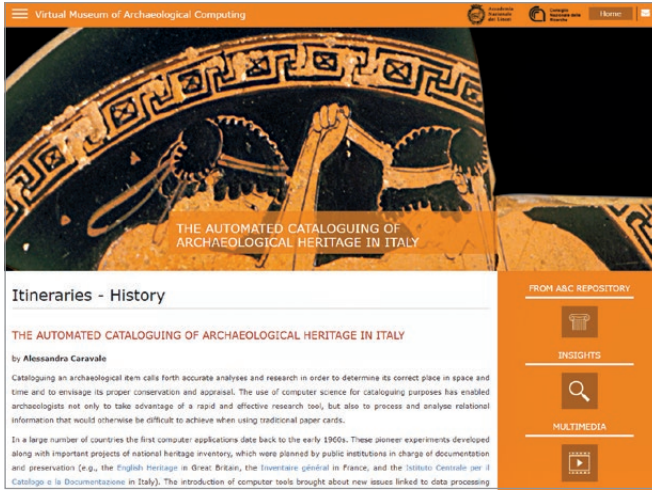 Virtual Museum of Archaeological Computing
Accademia
Nazionale
dei Lincei
Consiglio
Nazionale delle
Ricerche
Home
THE AUTOMATED CATALOGUING OF
ARCHAEOLOGICAL HERITAGE IN ITALY
Itineraries - History
THE AUTOMATED CATALOGUING OF ARCHAEOLOGICAL HERITAGE IN ITALY
by Alessandra Caravale
Cataloguing an archaeological item calls forth accurate analyses and research in order to determine its correct place in space and
time and to envisage its proper conservation and appraisal. The use of computer science for cataloguing purposes has enabled
archaeologists not only to take advantage of a rapid and effective research tool, but also to process and analyse relational
information that would otherwise be difficult to achieve when using traditional paper cards.
In a large number of countries the first computer applications date back to the early 1960s. These pioneer experiments developed
along with important projects of national heritage inventory, which were planned by public institutions in charge of documentation
and preservation (e.g., the English Heritage in Great Britain, the Inventaire général in France, and the Istituto Centrale per il
Catalogo e la Documentazione in Italy). The introduction of computer tools brought about new issues linked to data processing
FROM A&C REPOSITORY
INSIGHTS
MULTIMEDIA